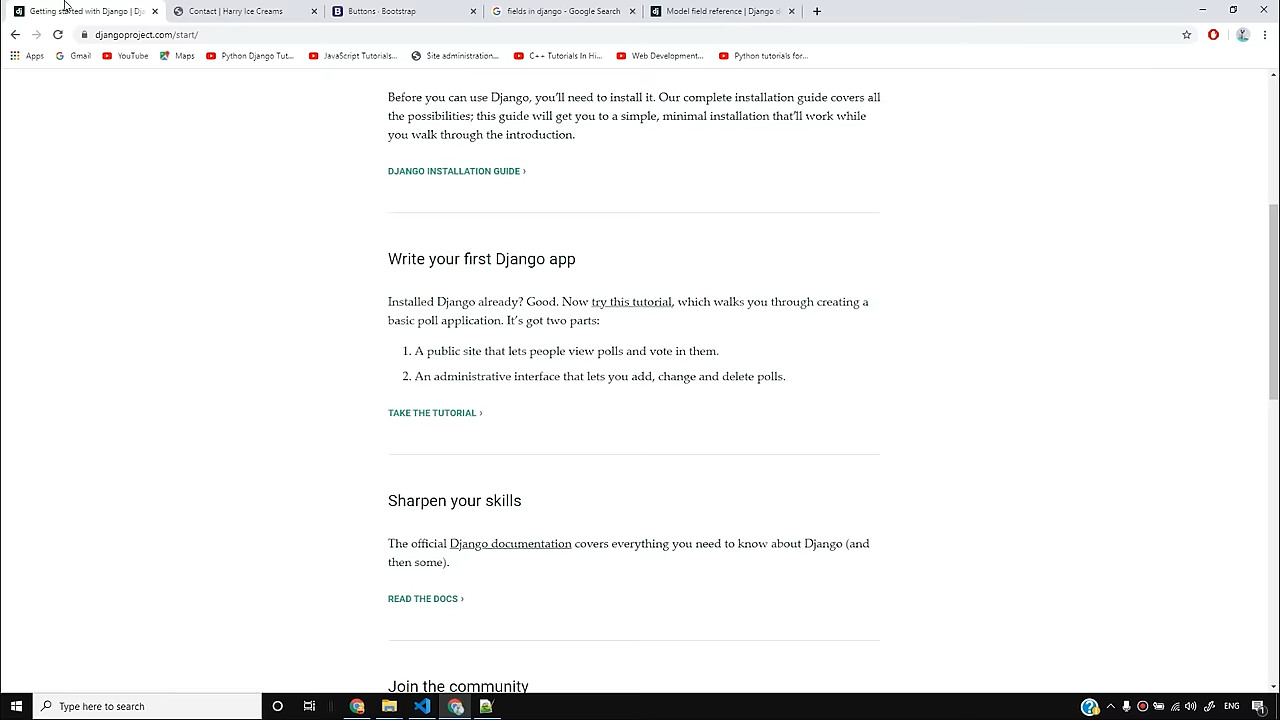 Getting started with Django | Dj
Contact | Harry Ice Creams
Buttons · Bootstrap
fields in django - Google Search
Model field reference | Django d
djangoproject.com/start/
Apps
Gmail
YouTube
Maps
Python Django Tut...
JavaScript Tutorials...
Site administration...
C++ Tutorials In Hi...
Web Development...
Python tutorials for...
Before you can use Django, you’ll need to install it. Our complete installation guide covers all
the possibilities; this guide will get you to a simple, minimal installation that’ll work while
you walk through the introduction.
DJANGO INSTALLATION GUIDE ›
Write your first Django app
Installed Django already? Good. Now try this tutorial, which walks you through creating a
basic poll application. It’s got two parts:
1. A public site that lets people view polls and vote in them.
2. An administrative interface that lets you add, change and delete polls.
TAKE THE TUTORIAL ›
Sharpen your skills
The official Django documentation covers everything you need to know about Django (and
then some).
READ THE DOCS ›
Join the community
Type here to search
ENG